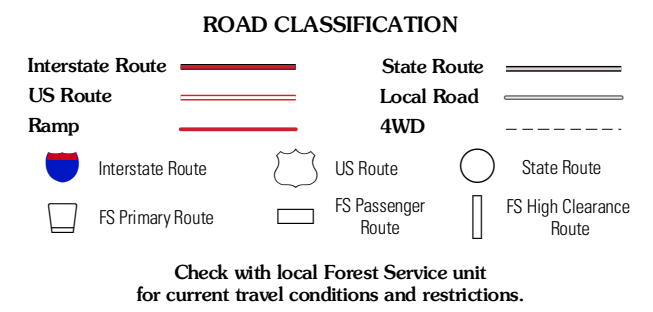 ROAD CLASSIFICATION
Interstate Route
State Route
US Route
Local Road
Ramp
4WD
Interstate Route
US Route
State Route
FS Primary Route
FS Passenger
Route
FS High Clearance
Route
Check with local Forest Service unit
for current travel conditions and restrictions.